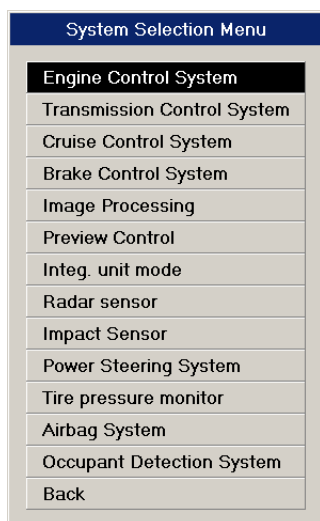 System Selection Menu
Engine Control System
Transmission Control System
Cruise Control System
Brake Control System
Image Processing
Preview Control
Integ. unit mode
Radar sensor
Impact Sensor
Power Steering System
Tire pressure monitor
Airbag System
Occupant Detection System
Back